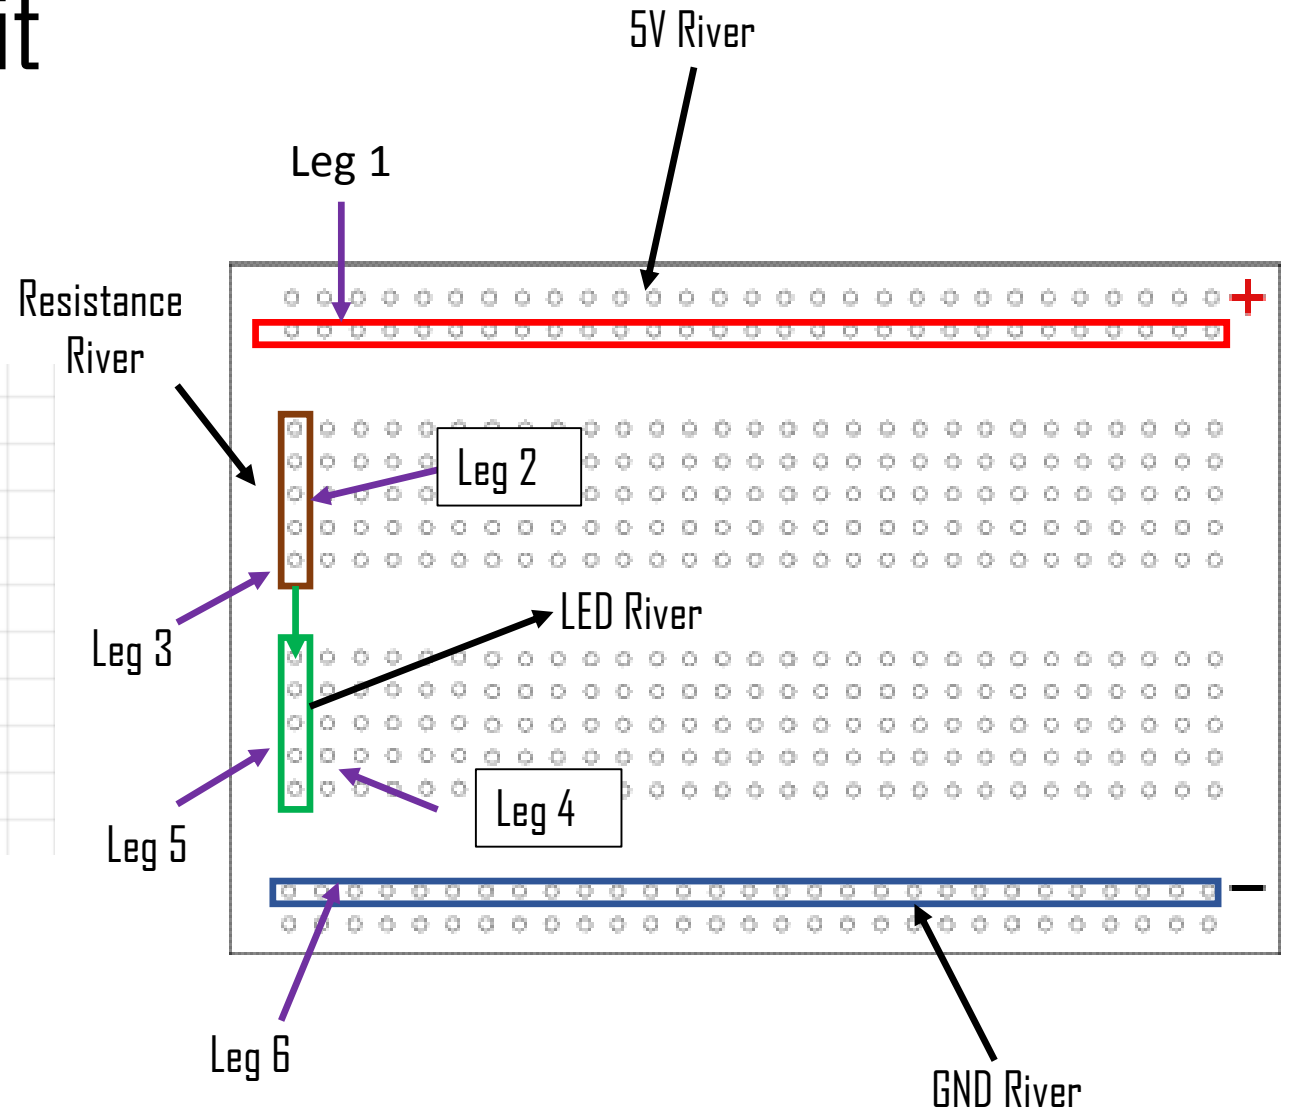 it
5V River
Leg 1
Resistance
River
+
Leg 2
LED River
Leg 3
Leg 4
Leg 5
−
Leg 6
GND River